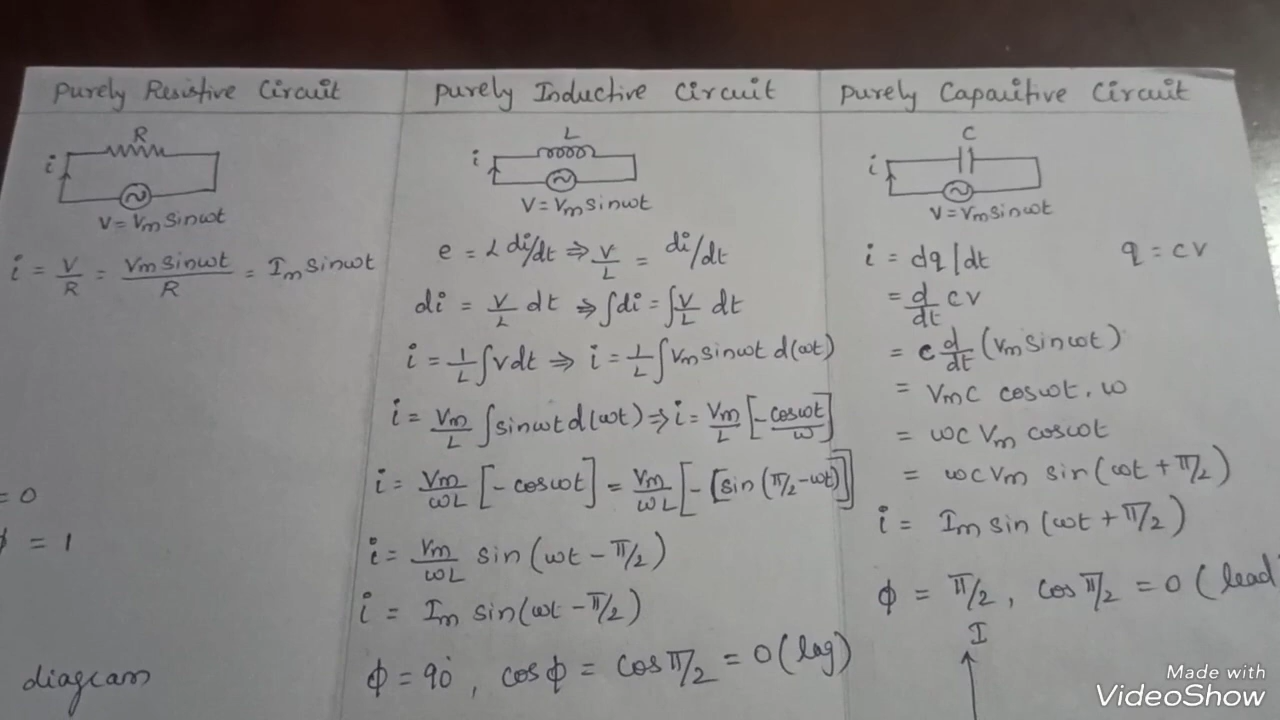 Purely Resistive Circuit
R
i
V = Vm sinωt
i = V/R = Vm sinωt/R = Im sinωt
= 0
ϕ = 1
diagram
Purely Inductive Circuit
L
i
V = Vm sinωt
e = L di/dt ⇒ V/L = di/dt
di = V/L dt ⇒ ∫di = ∫V/L dt
i = 1/L ∫v dt ⇒ i = 1/L ∫Vm sinωt d(ωt)
i = Vm/L ∫sinωt d(ωt) ⇒ i = Vm/L [-cosωt/ω]
i = Vm/ωL [-cosωt] = Vm/ωL [-[sin(π/2-ωt)]]
i = Vm/ωL sin(ωt - π/2)
i = Im sin(ωt - π/2)
ϕ = 90°, cosϕ = cos π/2 = 0 (lag)
Purely Capacitive Circuit
C
i
V = Vm sinωt
i = dq/dt q = cv
= d/dt cv
= c d/dt (Vm sinωt)
= VmC cosωt. ω
= ωc Vm cosωt
= ωcVm sin(ωt + π/2)
i = Im sin(ωt + π/2)
ϕ = π/2, cos π/2 = 0 (lead
I
Made with
VideoShow